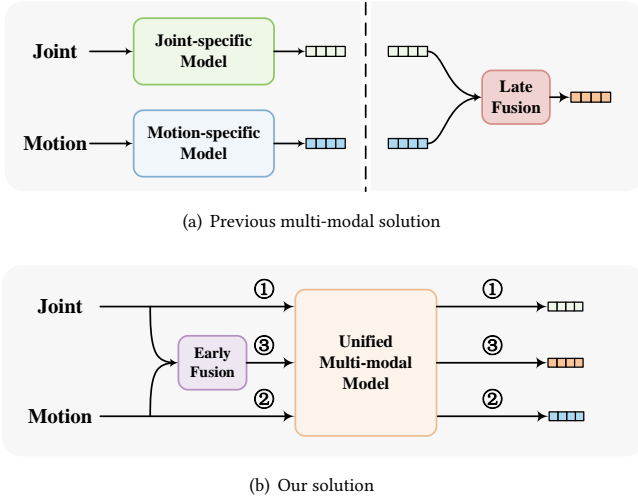 Joint
Joint-specific
Model
Late
Fusion
Motion
Motion-specific
Model
(a) Previous multi-modal solution
Joint
①
①
Early
Fusion
③
Unified
Multi-modal
Model
③
Motion
②
②
(b) Our solution